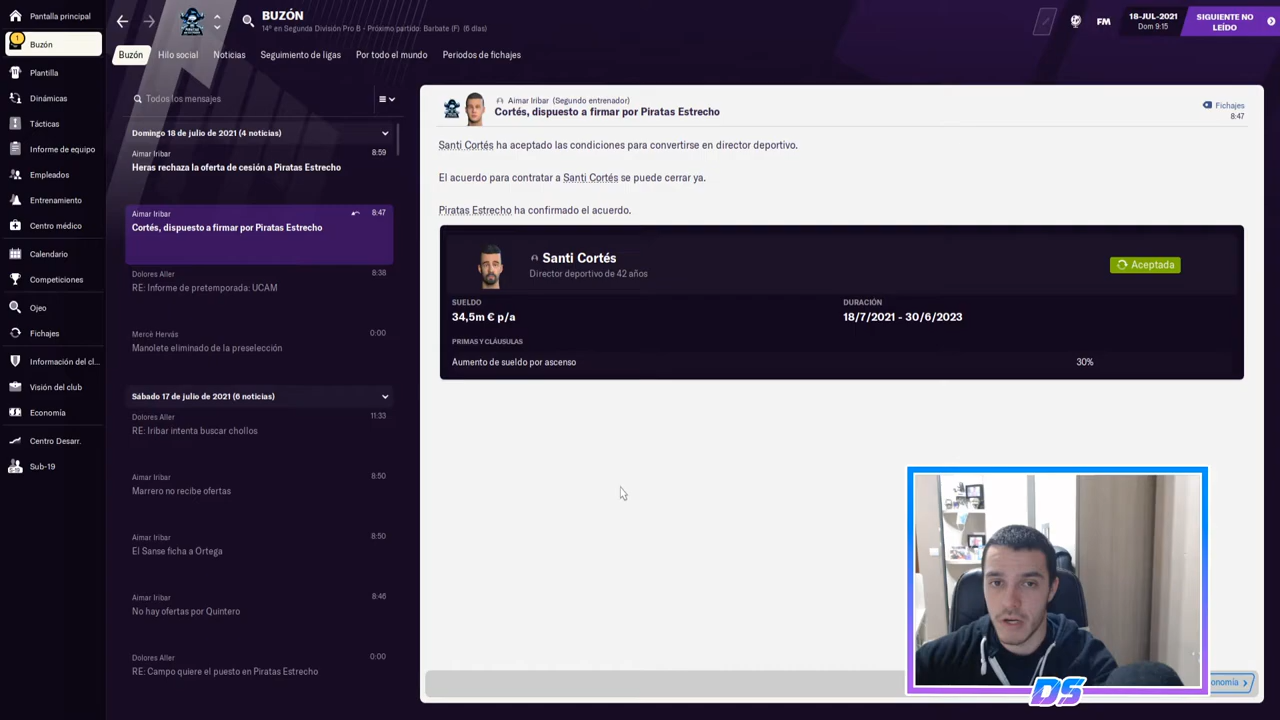 Pantalla principal
1
Buzón
Plantilla
Dinámicas
Tácticas
Informe de equipo
Empleados
Entrenamiento
Centro médico
Calendario
Competiciones
Ojeo
Fichajes
Información del cl...
Visión del club
Economía
Centro Desarr.
Sub-19
BUZÓN
14º en Segunda División Pro B - Próximo partido: Barbate (F) (6 días)
FM
18-JUL-2021
Dom 9:15
SIGUIENTE NO LEÍDO
Buzón
Hilo social
Noticias
Seguimiento de ligas
Por todo el mundo
Periodos de fichajes
Todos los mensajes
Domingo 18 de julio de 2021 (4 noticias)
Aimar Iribar 8:59
Heras rechaza la oferta de cesión a Piratas Estrecho
Aimar Iribar 8:47
Cortés, dispuesto a firmar por Piratas Estrecho
Dolores Aller 8:38
RE: Informe de pretemporada: UCAM
Mercè Hervás 0:00
Manolete eliminado de la preselección
Sábado 17 de julio de 2021 (6 noticias)
Dolores Aller 11:33
RE: Iribar intenta buscar chollos
Aimar Iribar 8:50
Marrero no recibe ofertas
Aimar Iribar 8:50
El Sanse ficha a Ortega
Aimar Iribar 8:46
No hay ofertas por Quintero
Dolores Aller 0:00
RE: Campo quiere el puesto en Piratas Estrecho
Aimar Iribar (Segundo entrenador)
Cortés, dispuesto a firmar por Piratas Estrecho
Fichajes
8:47
Santi Cortés ha aceptado las condiciones para convertirse en director deportivo.
El acuerdo para contratar a Santi Cortés se puede cerrar ya.
Piratas Estrecho ha confirmado el acuerdo.
Santi Cortés
Director deportivo de 42 años
Aceptada
SUELDO
34,5m € p/a
DURACIÓN
18/7/2021 - 30/6/2023
PRIMAS Y CLÁUSULAS
Aumento de sueldo por ascenso 30%
onomía
DS